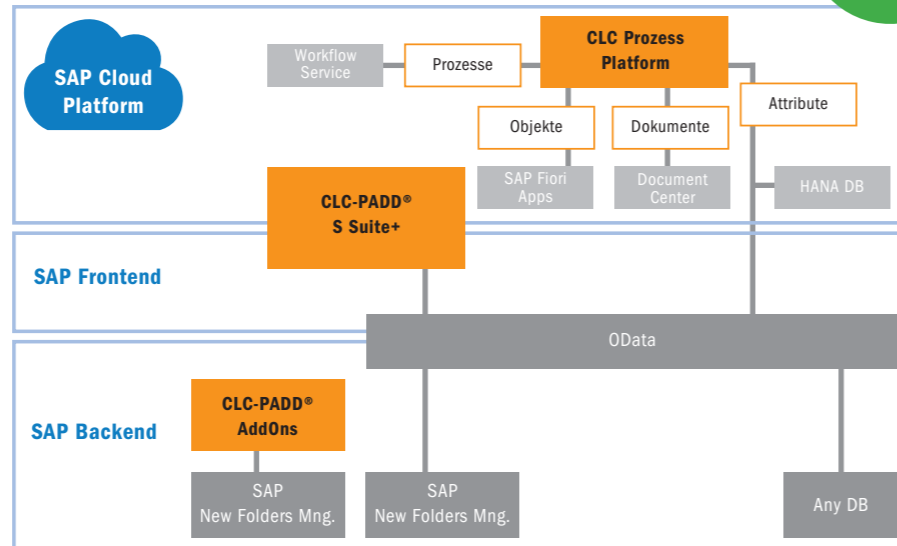 SAP Cloud
Platform
Workflow
Service
Prozesse
CLC Prozess
Platform
Objekte
Dokumente
Attribute
SAP Fiori
Apps
Document
Center
HANA DB
CLC-PADD®
S Suite+
SAP Frontend
OData
SAP Backend
CLC-PADD®
AddOns
SAP
New Folders Mng.
SAP
New Folders Mng.
Any DB